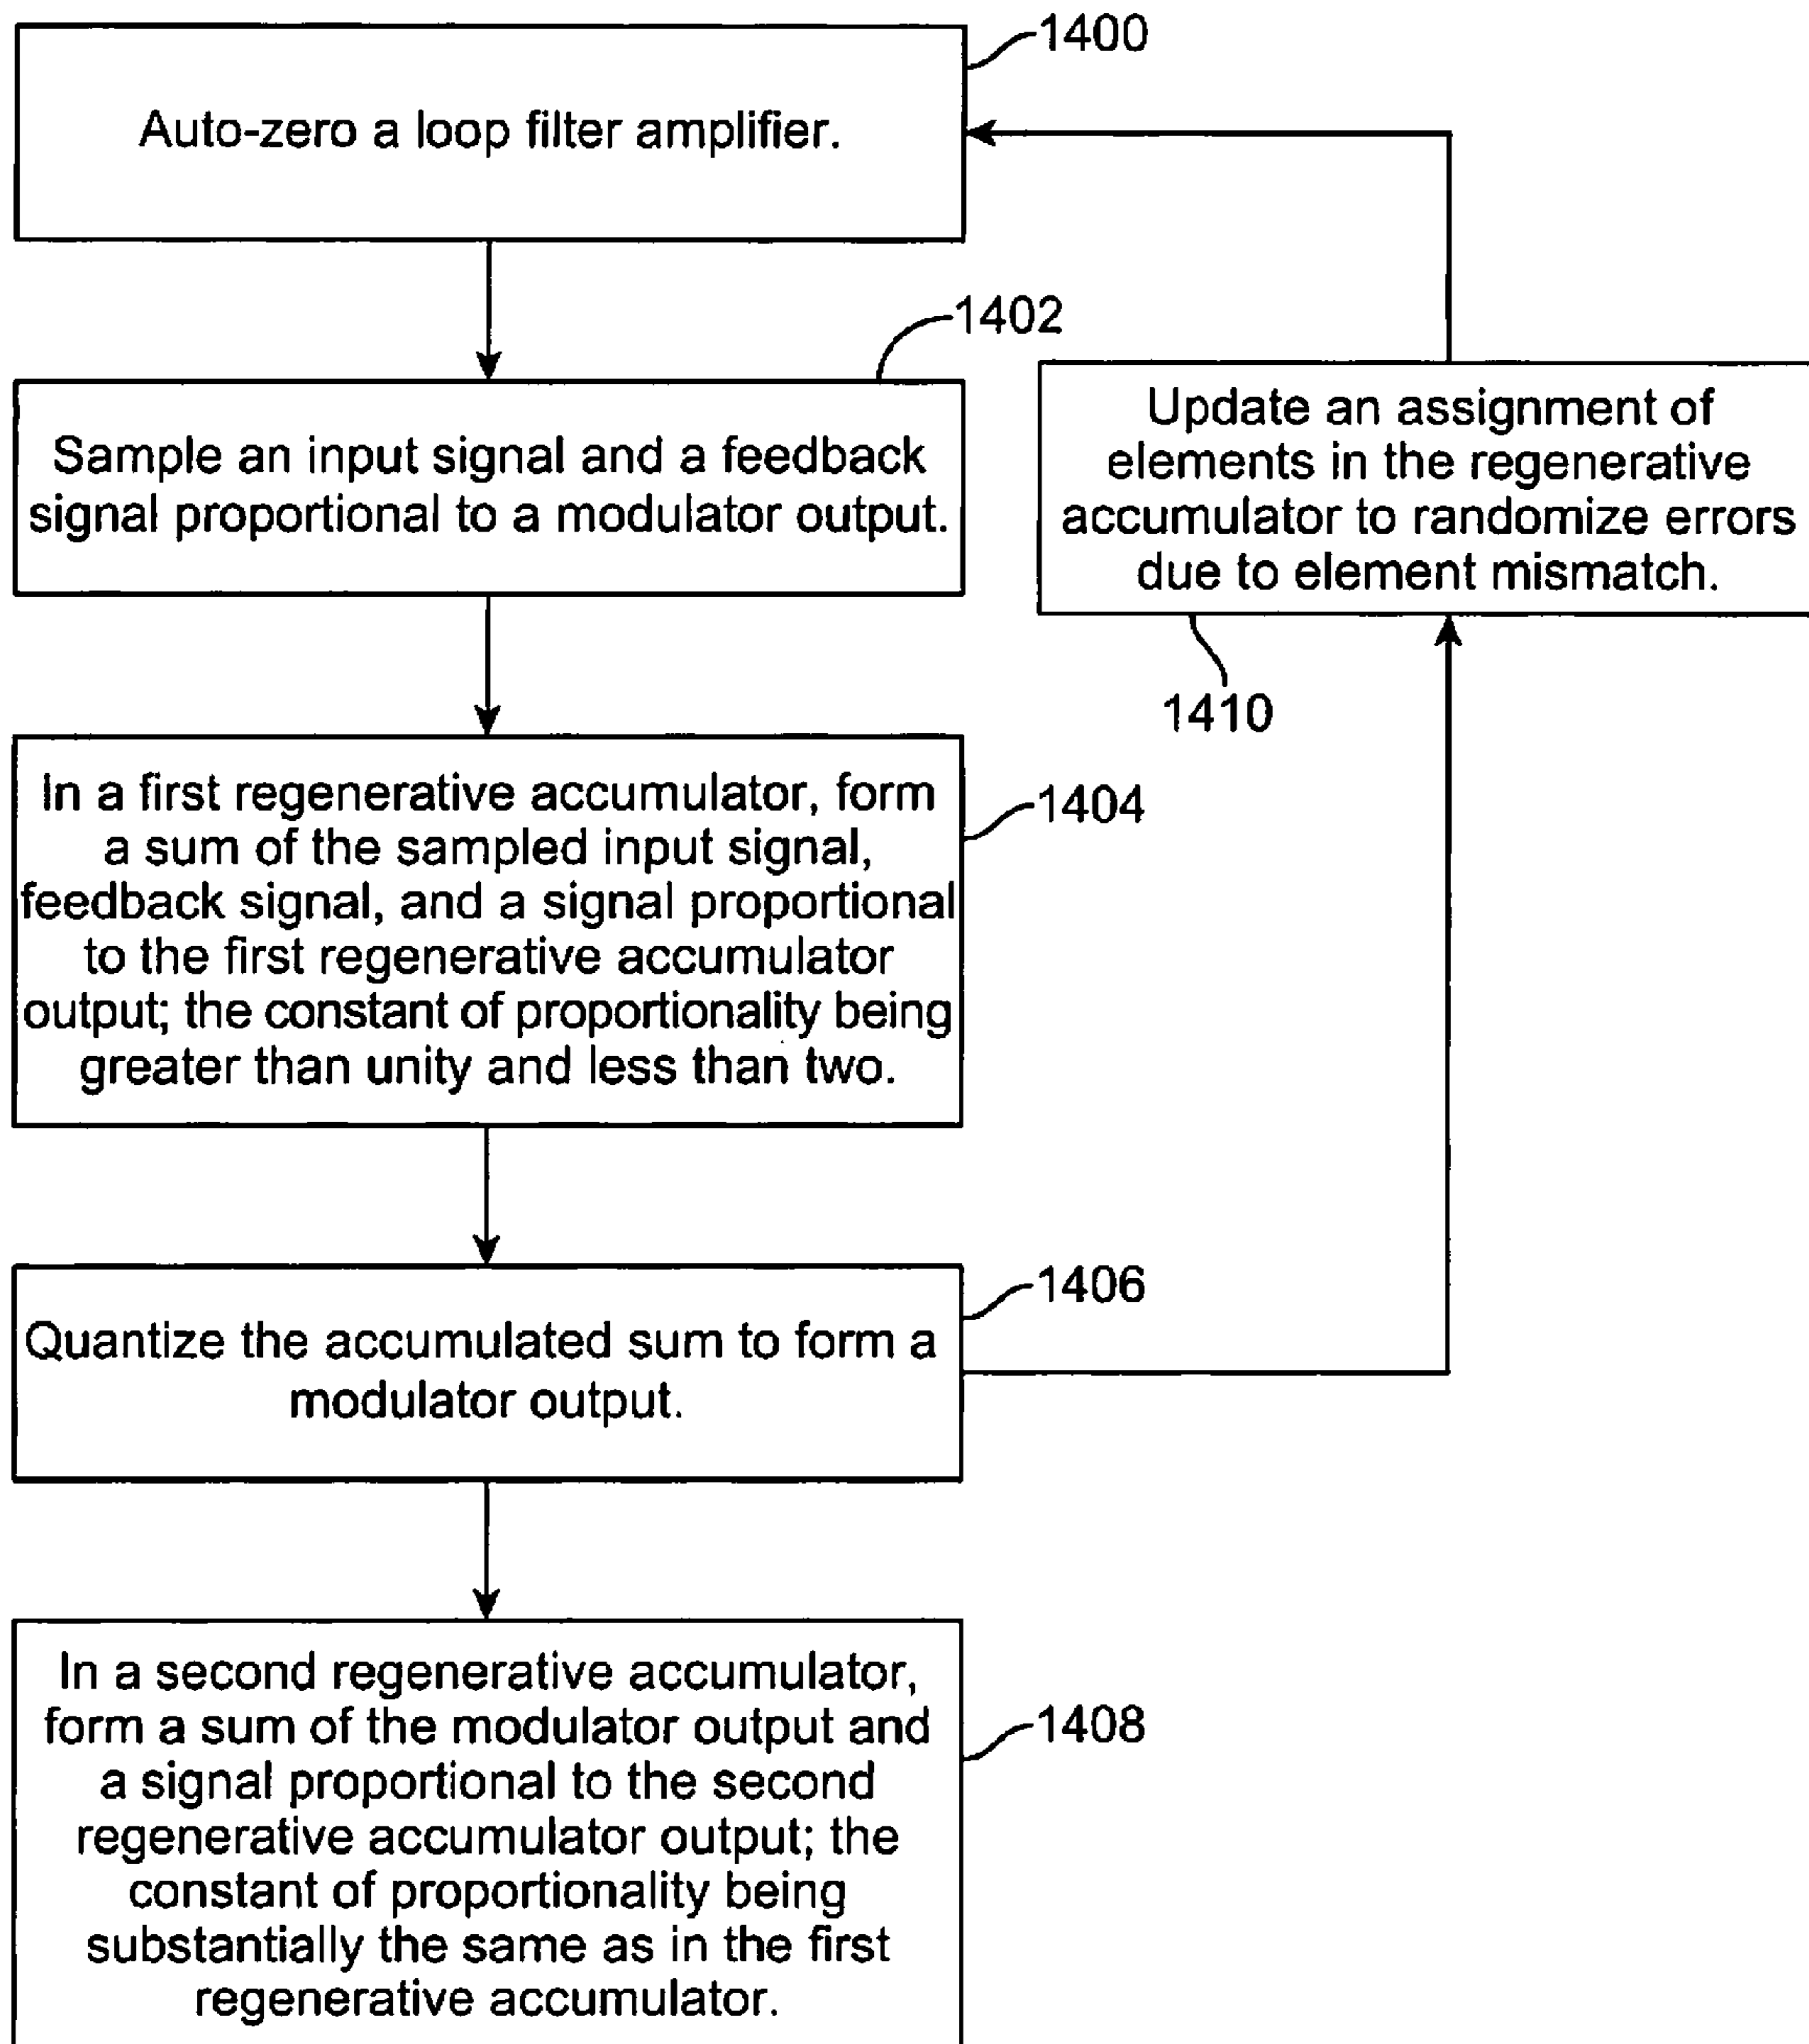 1400
Auto-zero a loop filter amplifier.
1402
Sample an input signal and a feedback
signal proportional to a modulator output.
Update an assignment of
elements in the regenerative
accumulator to randomize errors
due to element mismatch.
1410
In a first regenerative accumulator, form
a sum of the sampled input signal,
feedback signal, and a signal proportional
to the first regenerative accumulator
output; the constant of proportionality being
greater than unity and less than two.
1404
Quantize the accumulated sum to form a
modulator output.
1406
In a second regenerative accumulator,
form a sum of the modulator output and
a signal proportional to the second
regenerative accumulator output; the
constant of proportionality being
substantially the same as in the first
regenerative accumulator.
1408